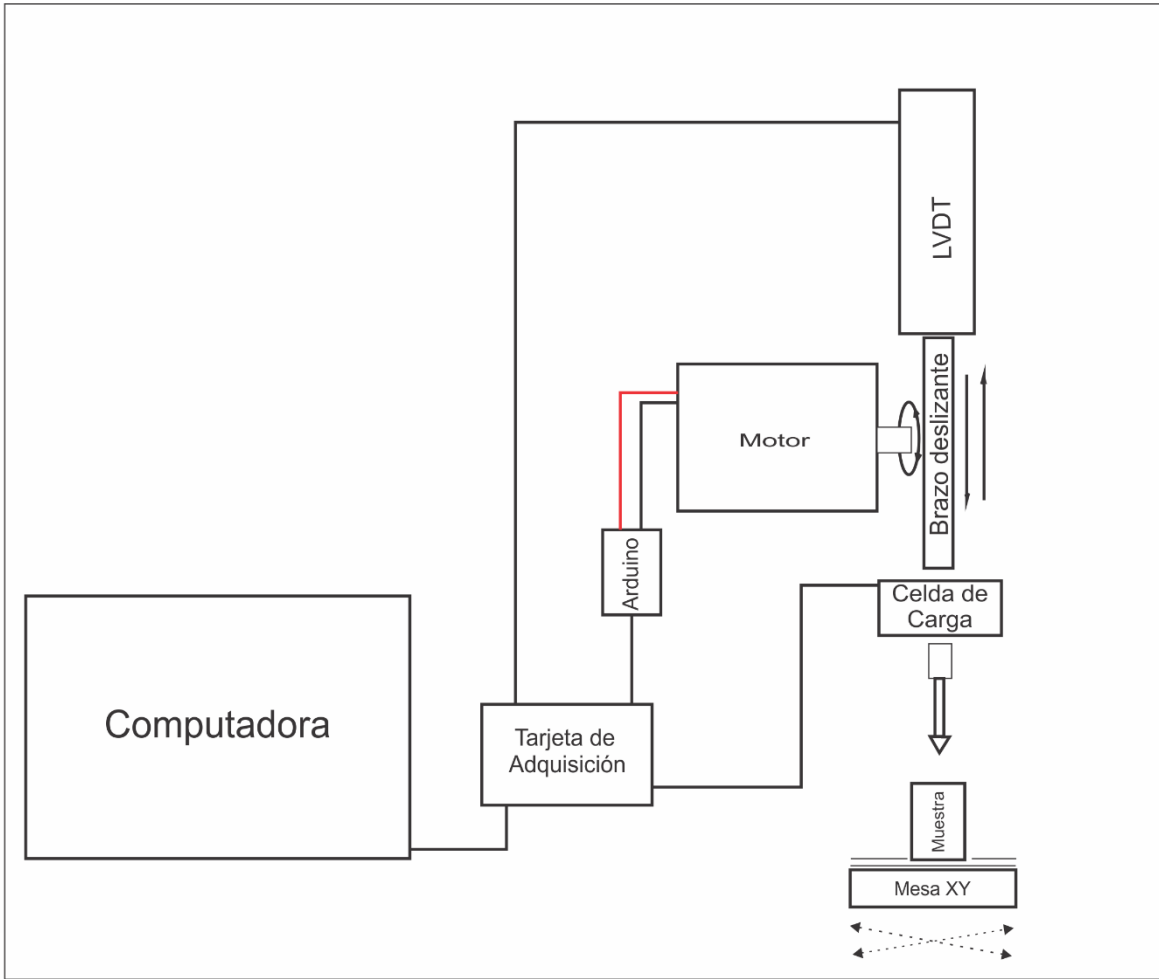 LVDT
Brazo deslizante
Motor
Arduino
Celda de
Carga
Computadora
Tarjeta de
Adquisición
Muestra
Mesa XY